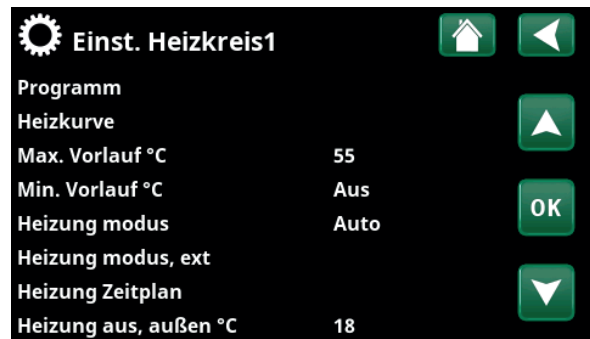 Einst. Heizkreis1
Programm
Heizkurve
Max. Vorlauf °C 55
Min. Vorlauf °C Aus
Heizung modus Auto
OK
Heizung modus, ext
Heizung Zeitplan
Heizung aus, außen °C 18